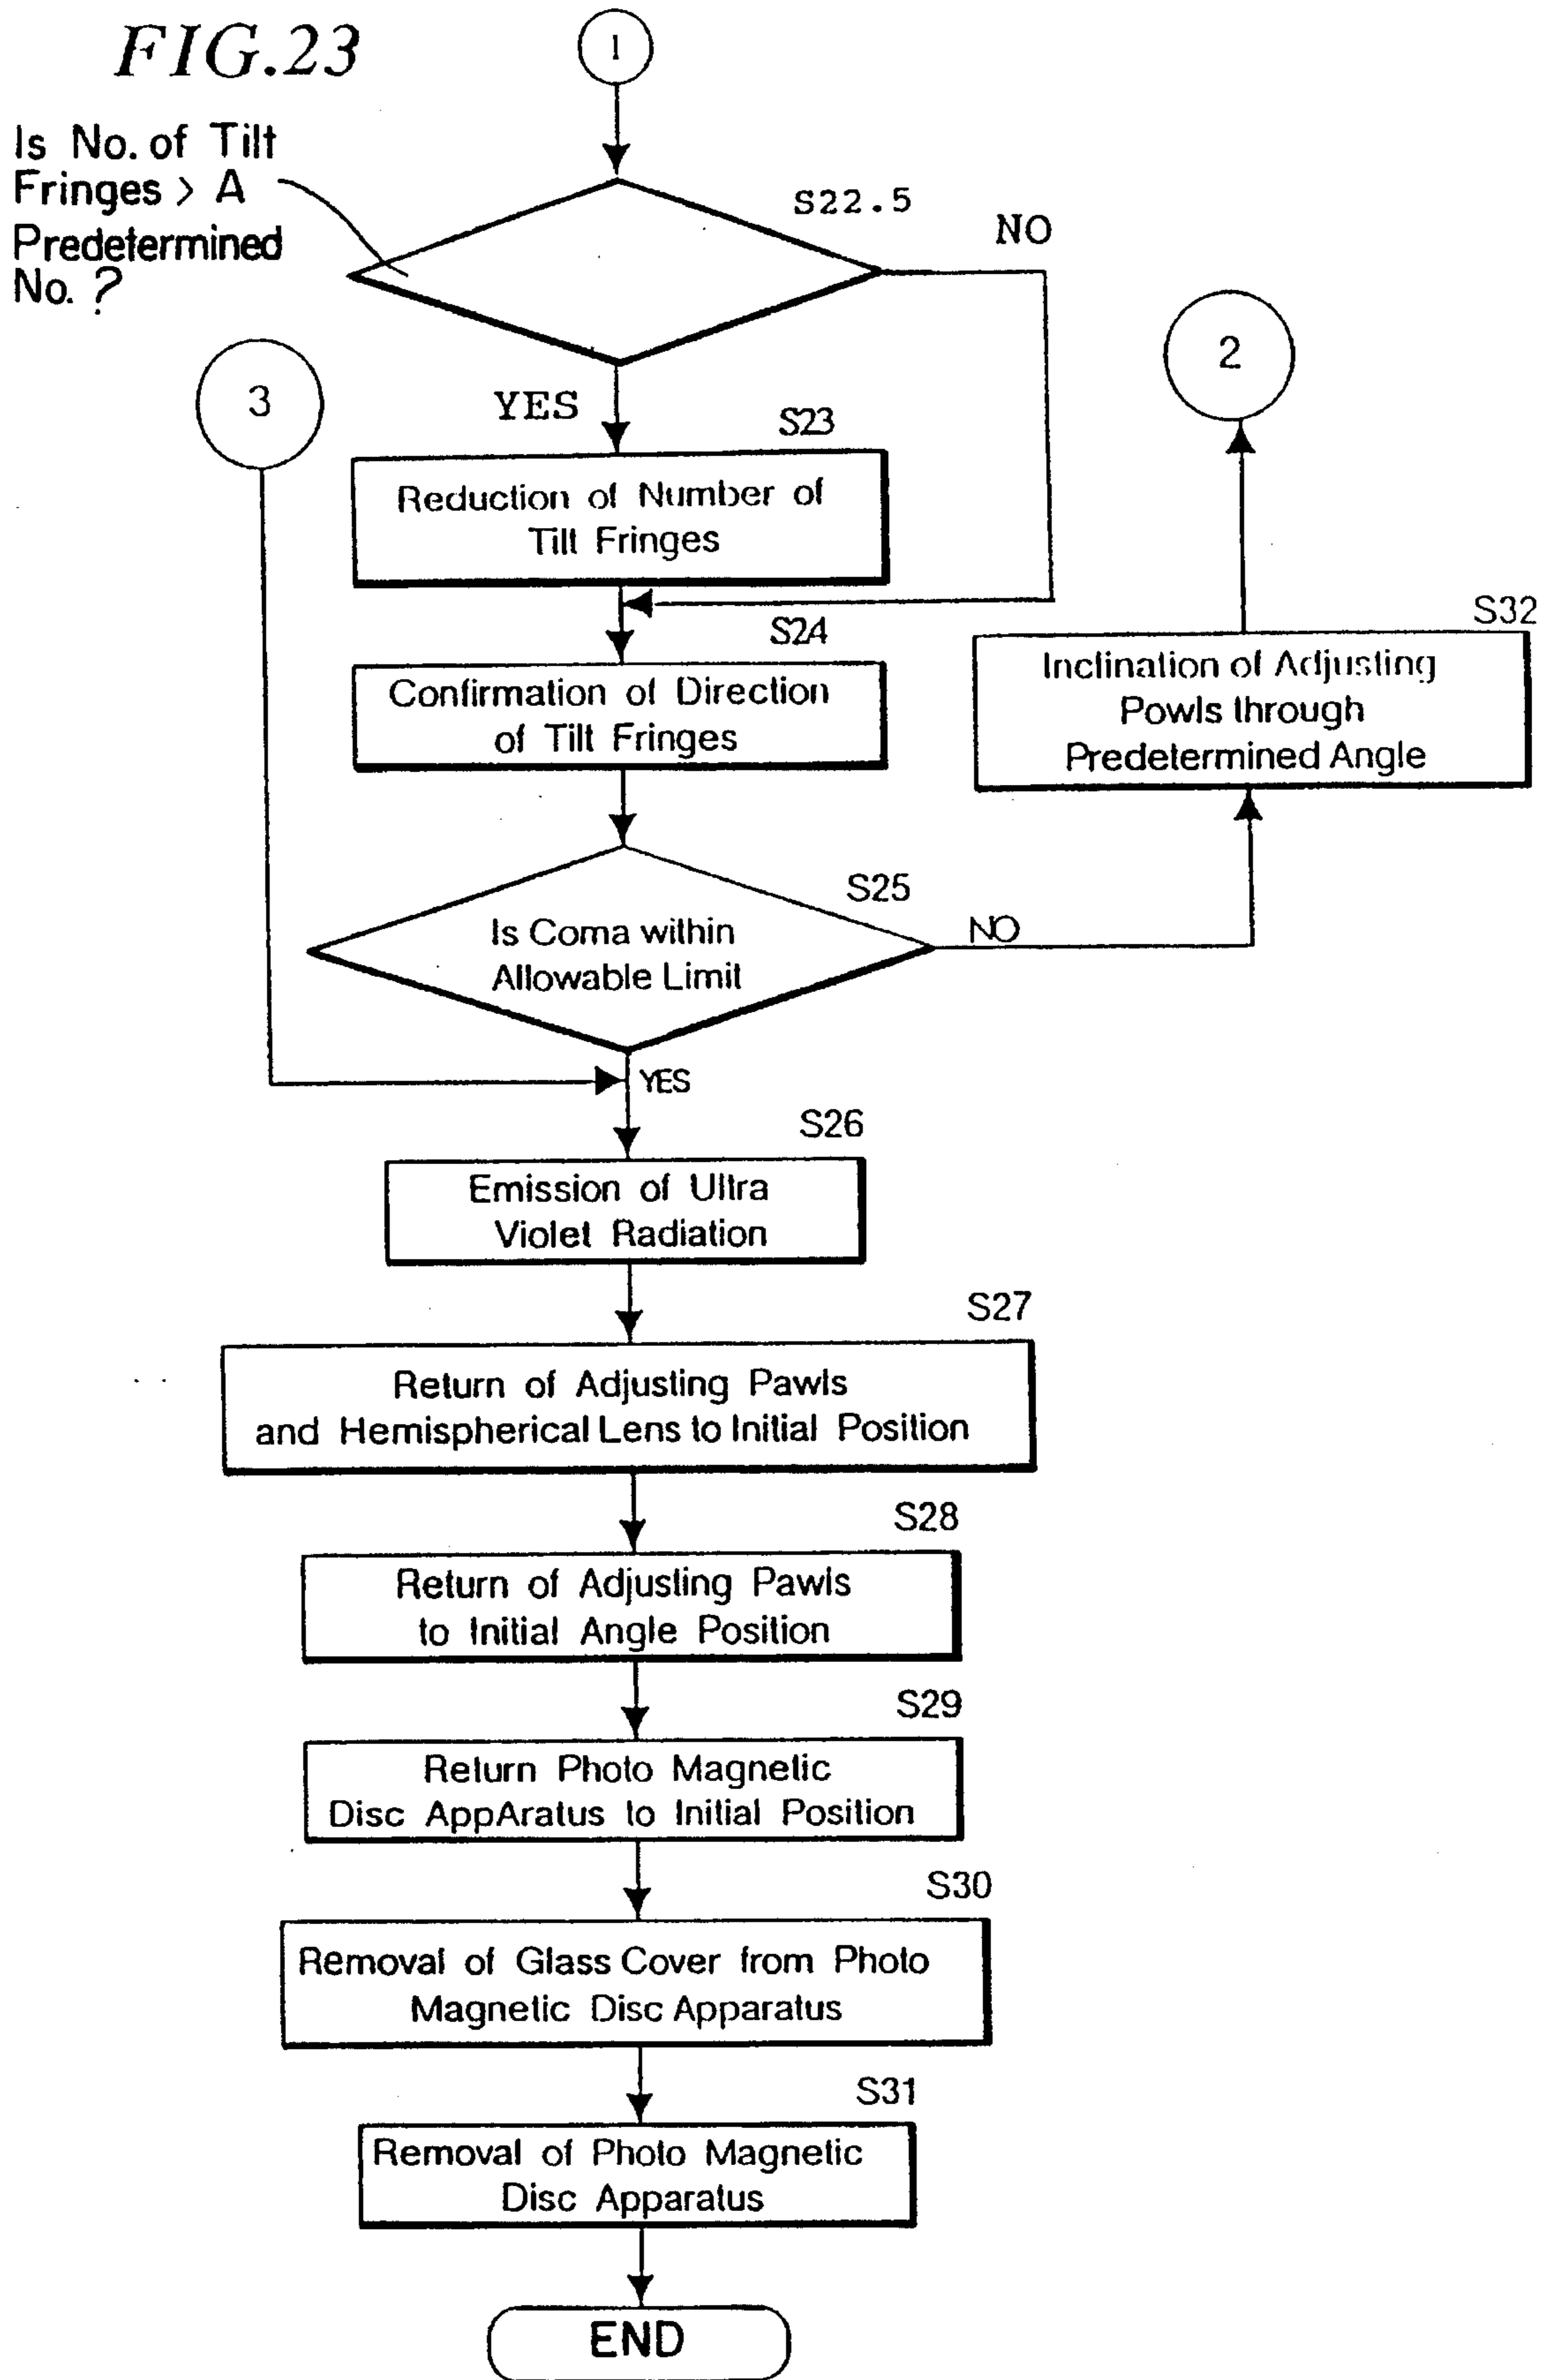 FIG.23
1
Is No. of Tilt
Fringes > A
Predetermined
No. ?
S22.5
NO
2
3
YES
S23
Reduction of Number of
Tilt Fringes
S24
Confirmation of Direction
of Tilt Fringes
S32
Inclination of Adjusting
Powls through
Predetermined Angle
S25
Is Coma within
Allowable Limit
NO
YES
S26
Emission of Ultra
Violet Radiation
S27
Return of Adjusting Pawls
and Hemispherical Lens to Initial Position
S28
Return of Adjusting Pawls
to Initial Angle Position
S29
Return Photo Magnetic
Disc AppAratus to Initial Position
S30
Removal of Glass Cover from Photo
Magnetic Disc Apparatus
S31
Removal of Photo Magnetic
Disc Apparatus
END